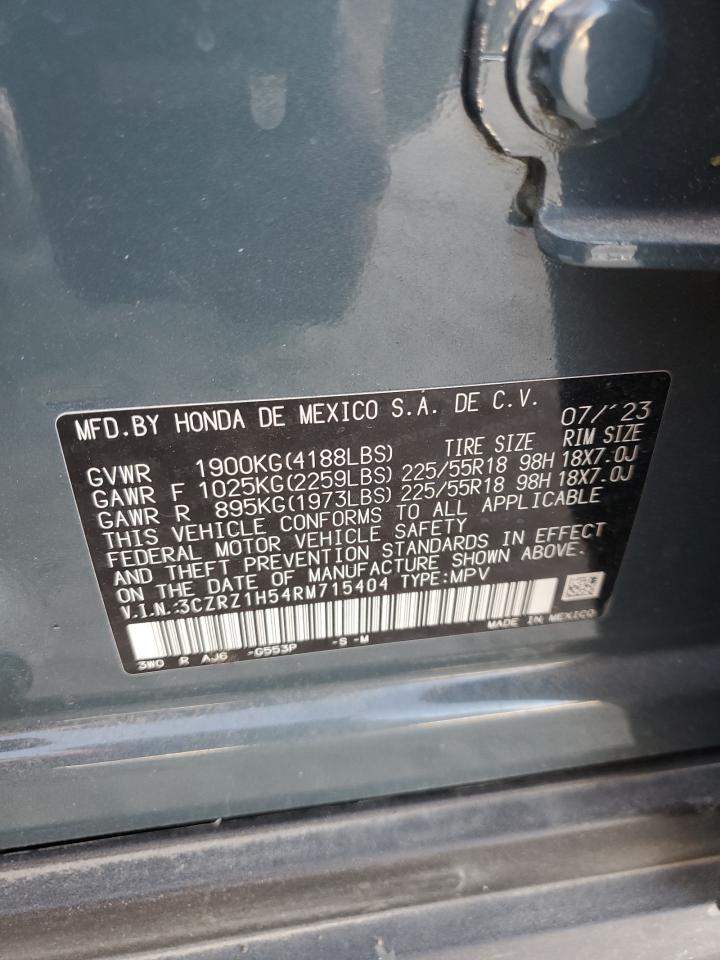 MFD.BY HONDA DE MEXICO S.A. DE C.V. 07/'23
TIRE SIZE RIM SIZE
GVWR 1900KG(4188LBS)
GAWR F 1025KG(2259LBS) 225/55R18 98H 18X7.0J
GAWR R 895KG(1973LBS) 225/55R18 98H 18X7.0J
THIS VEHICLE CONFORMS TO ALL APPLICABLE
FEDERAL MOTOR VEHICLE SAFETY
AND THEFT PREVENTION STANDARDS IN EFFECT
ON THE DATE OF MANUFACTURE SHOWN ABOVE.
V.I.N.:3CZRZ1H54RM715404 TYPE:MPV
MADE IN MEXICO
3W0 R AJ6 -G553P -S -M